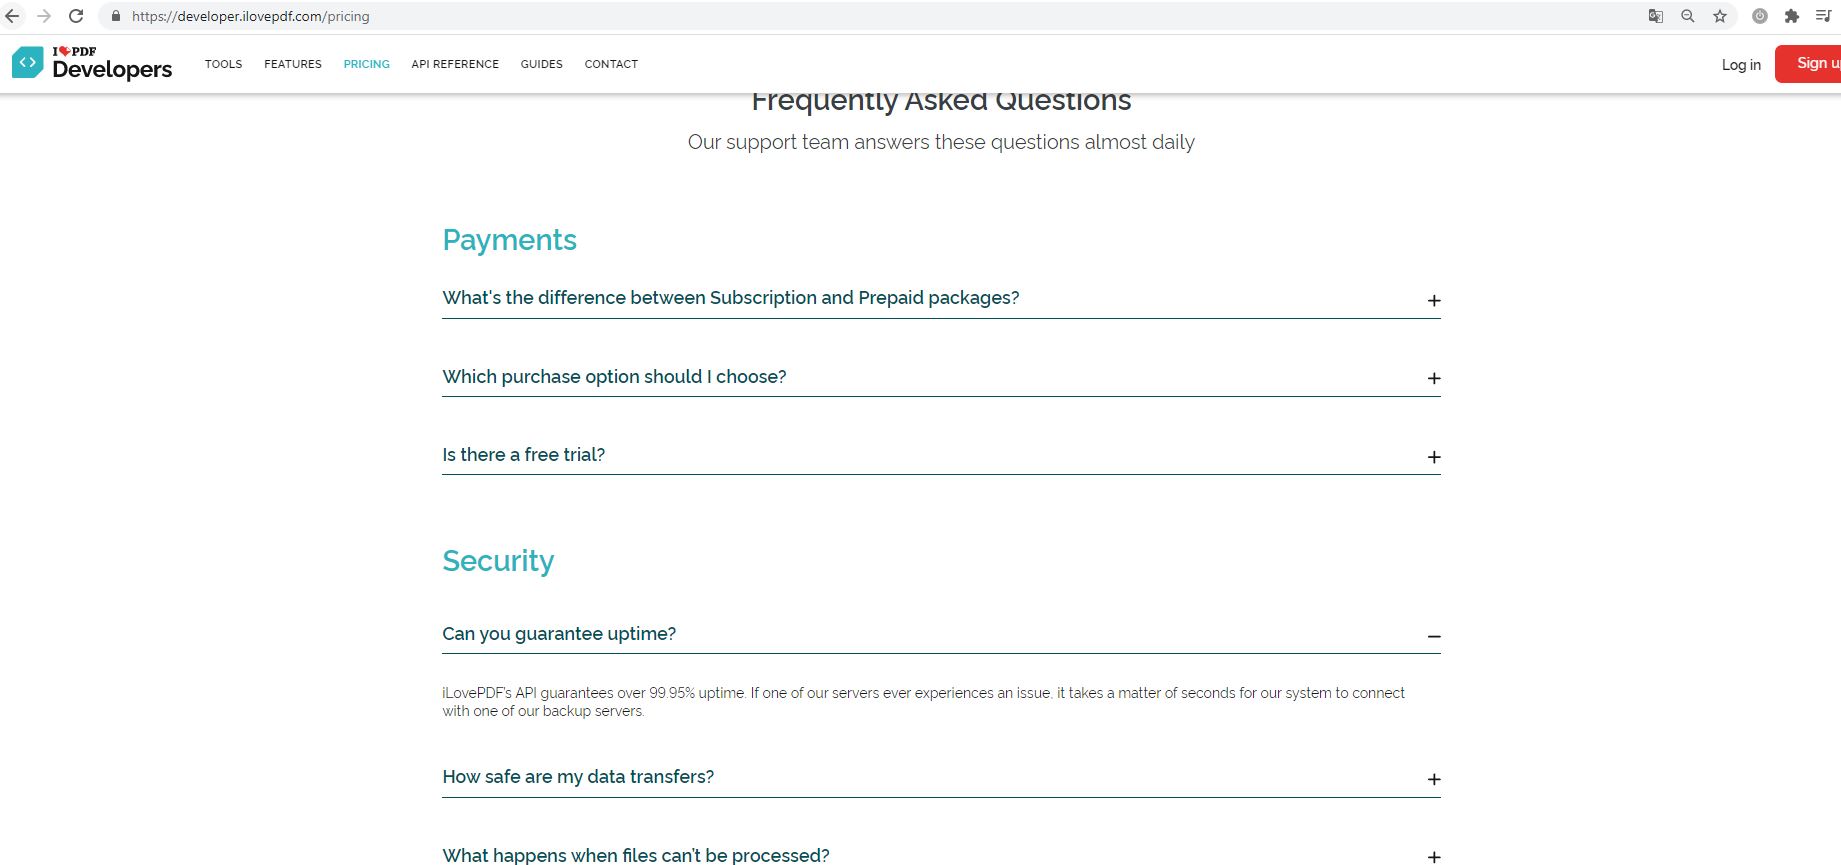 https://developer.ilovepdf.com/pricing
I PDF
Developers
TOOLS FEATURES PRICING API REFERENCE GUIDES CONTACT
Log in Sign u
Frequently Asked Questions
Our support team answers these questions almost daily
Payments
What's the difference between Subscription and Prepaid packages?
Which purchase option should I choose?
Is there a free trial?
Security
Can you guarantee uptime?
iLovePDF's API guarantees over 99.95% uptime. If one of our servers ever experiences an issue, it takes a matter of seconds for our system to connect
with one of our backup servers.
How safe are my data transfers?
What happens when files can't be processed?